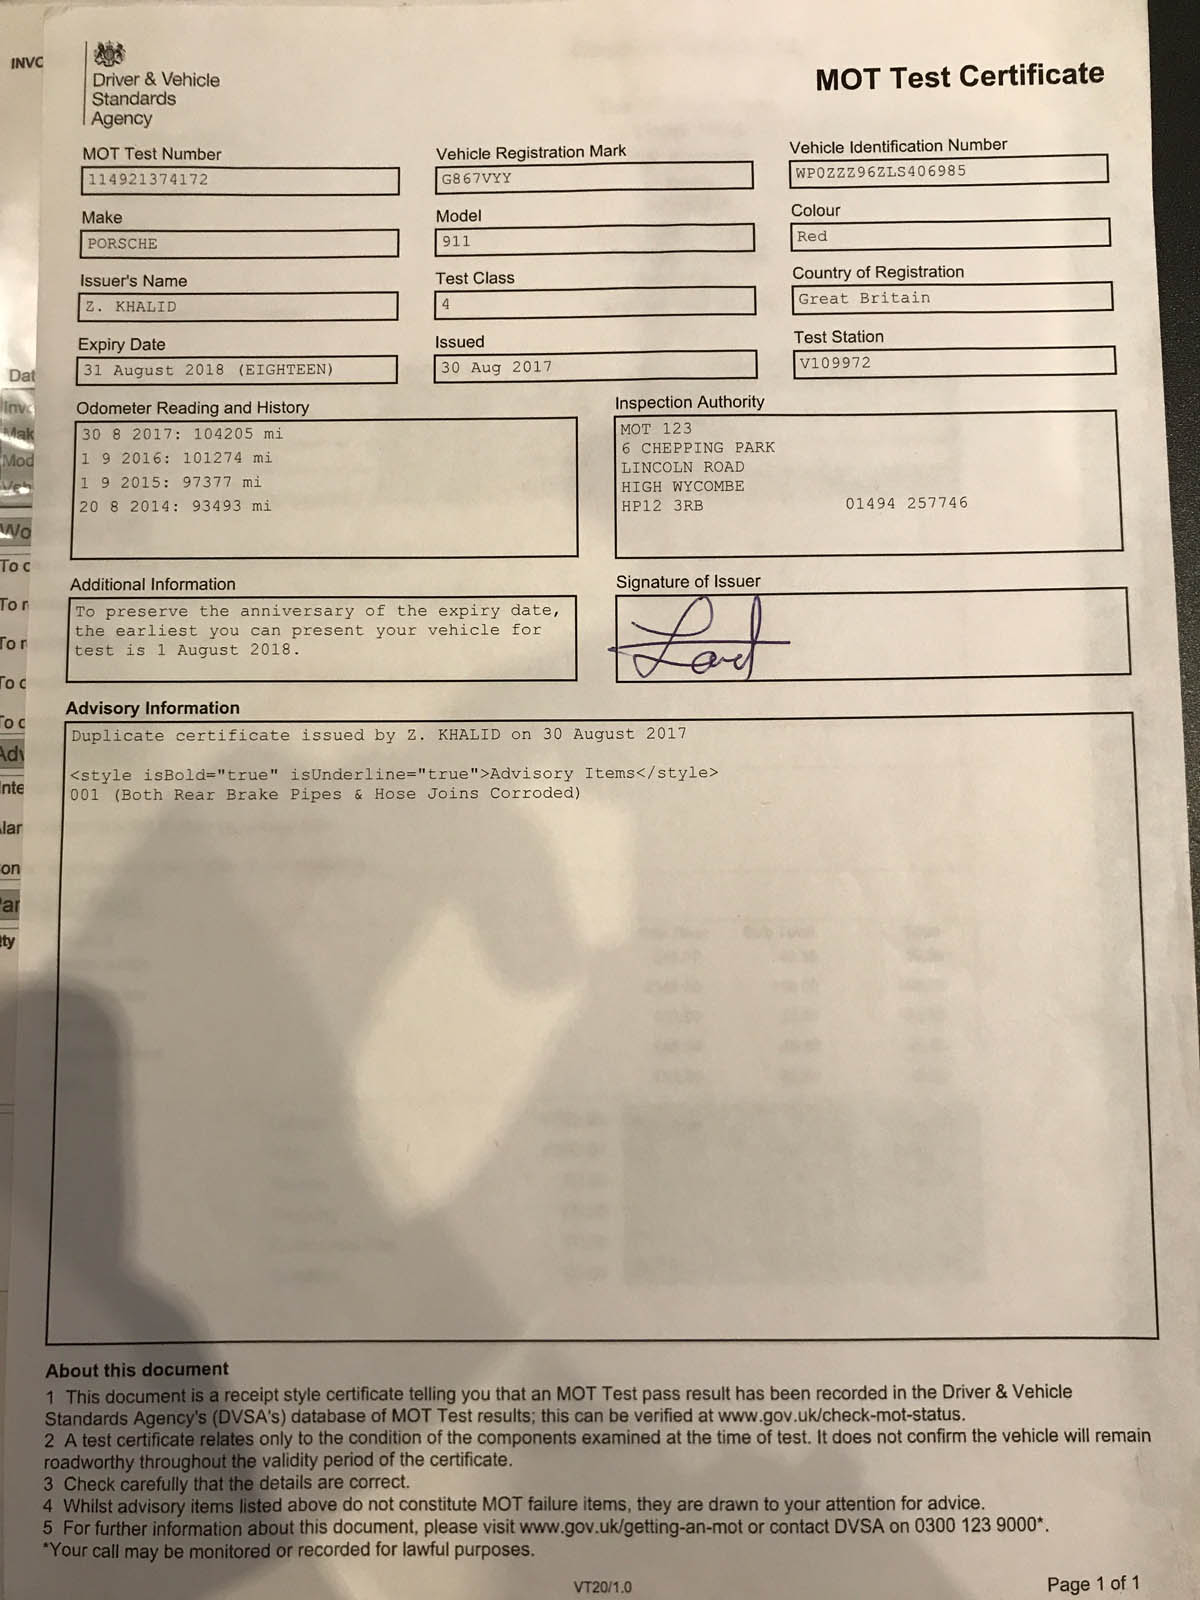 INVC
Driver & Vehicle
Standards
Agency
MOT Test Certificate
MOT Test Number
114921374172
Vehicle Registration Mark
G867VYY
Vehicle Identification Number
WP0ZZZ96ZLS406985
Make
PORSCHE
Model
911
Colour
Red
Issuer's Name
Z. KHALID
Test Class
4
Country of Registration
Great Britain
Expiry Date
31 August 2018 (EIGHTEEN)
Issued
30 Aug 2017
Test Station
V109972
Odometer Reading and History
30 8 2017: 104205 mi
1 9 2016: 101274 mi
1 9 2015: 97377 mi
20 8 2014: 93493 mi
Inspection Authority
MOT 123
6 CHEPPING PARK
LINCOLN ROAD
HIGH WYCOMBE
HP12 3RB 01494 257746
Additional Information
To preserve the anniversary of the expiry date,
the earliest you can present your vehicle for
test is 1 August 2018.
Signature of Issuer
Advisory Information
Duplicate certificate issued by Z. KHALID on 30 August 2017
<style isBold="true" isUnderline="true">Advisory Items</style>
001 (Both Rear Brake Pipes & Hose Joins Corroded)
About this document
1 This document is a receipt style certificate telling you that an MOT Test pass result has been recorded in the Driver & Vehicle
Standards Agency's (DVSA's) database of MOT Test results; this can be verified at www.gov.uk/check-mot-status.
2 A test certificate relates only to the condition of the components examined at the time of test. It does not confirm the vehicle will remain
roadworthy throughout the validity period of the certificate.
3 Check carefully that the details are correct.
4 Whilst advisory items listed above do not constitute MOT failure items, they are drawn to your attention for advice.
5 For further information about this document, please visit www.gov.uk/getting-an-mot or contact DVSA on 0300 123 9000*.
*Your call may be monitored or recorded for lawful purposes.
VT20/1.0
Page 1 of 1